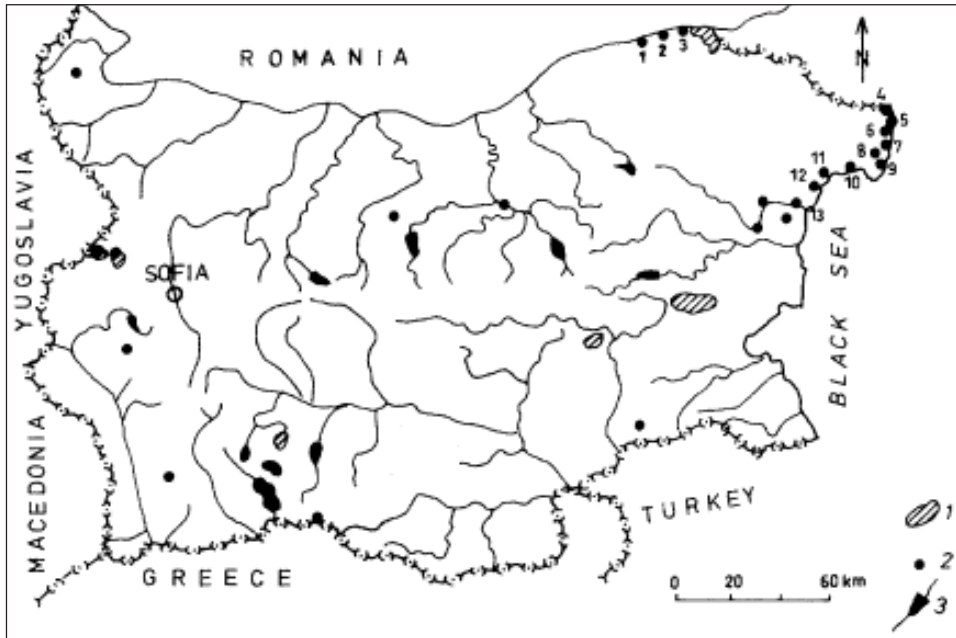 ROMANIA
N
1 2 3
4
5
6
7
8
9
10
11
12
13
SOFIA
YUGOSLAVIA
MACEDONIA
BLACK SEA
GREECE
TURKEY
1
2
3
0 20 60 km